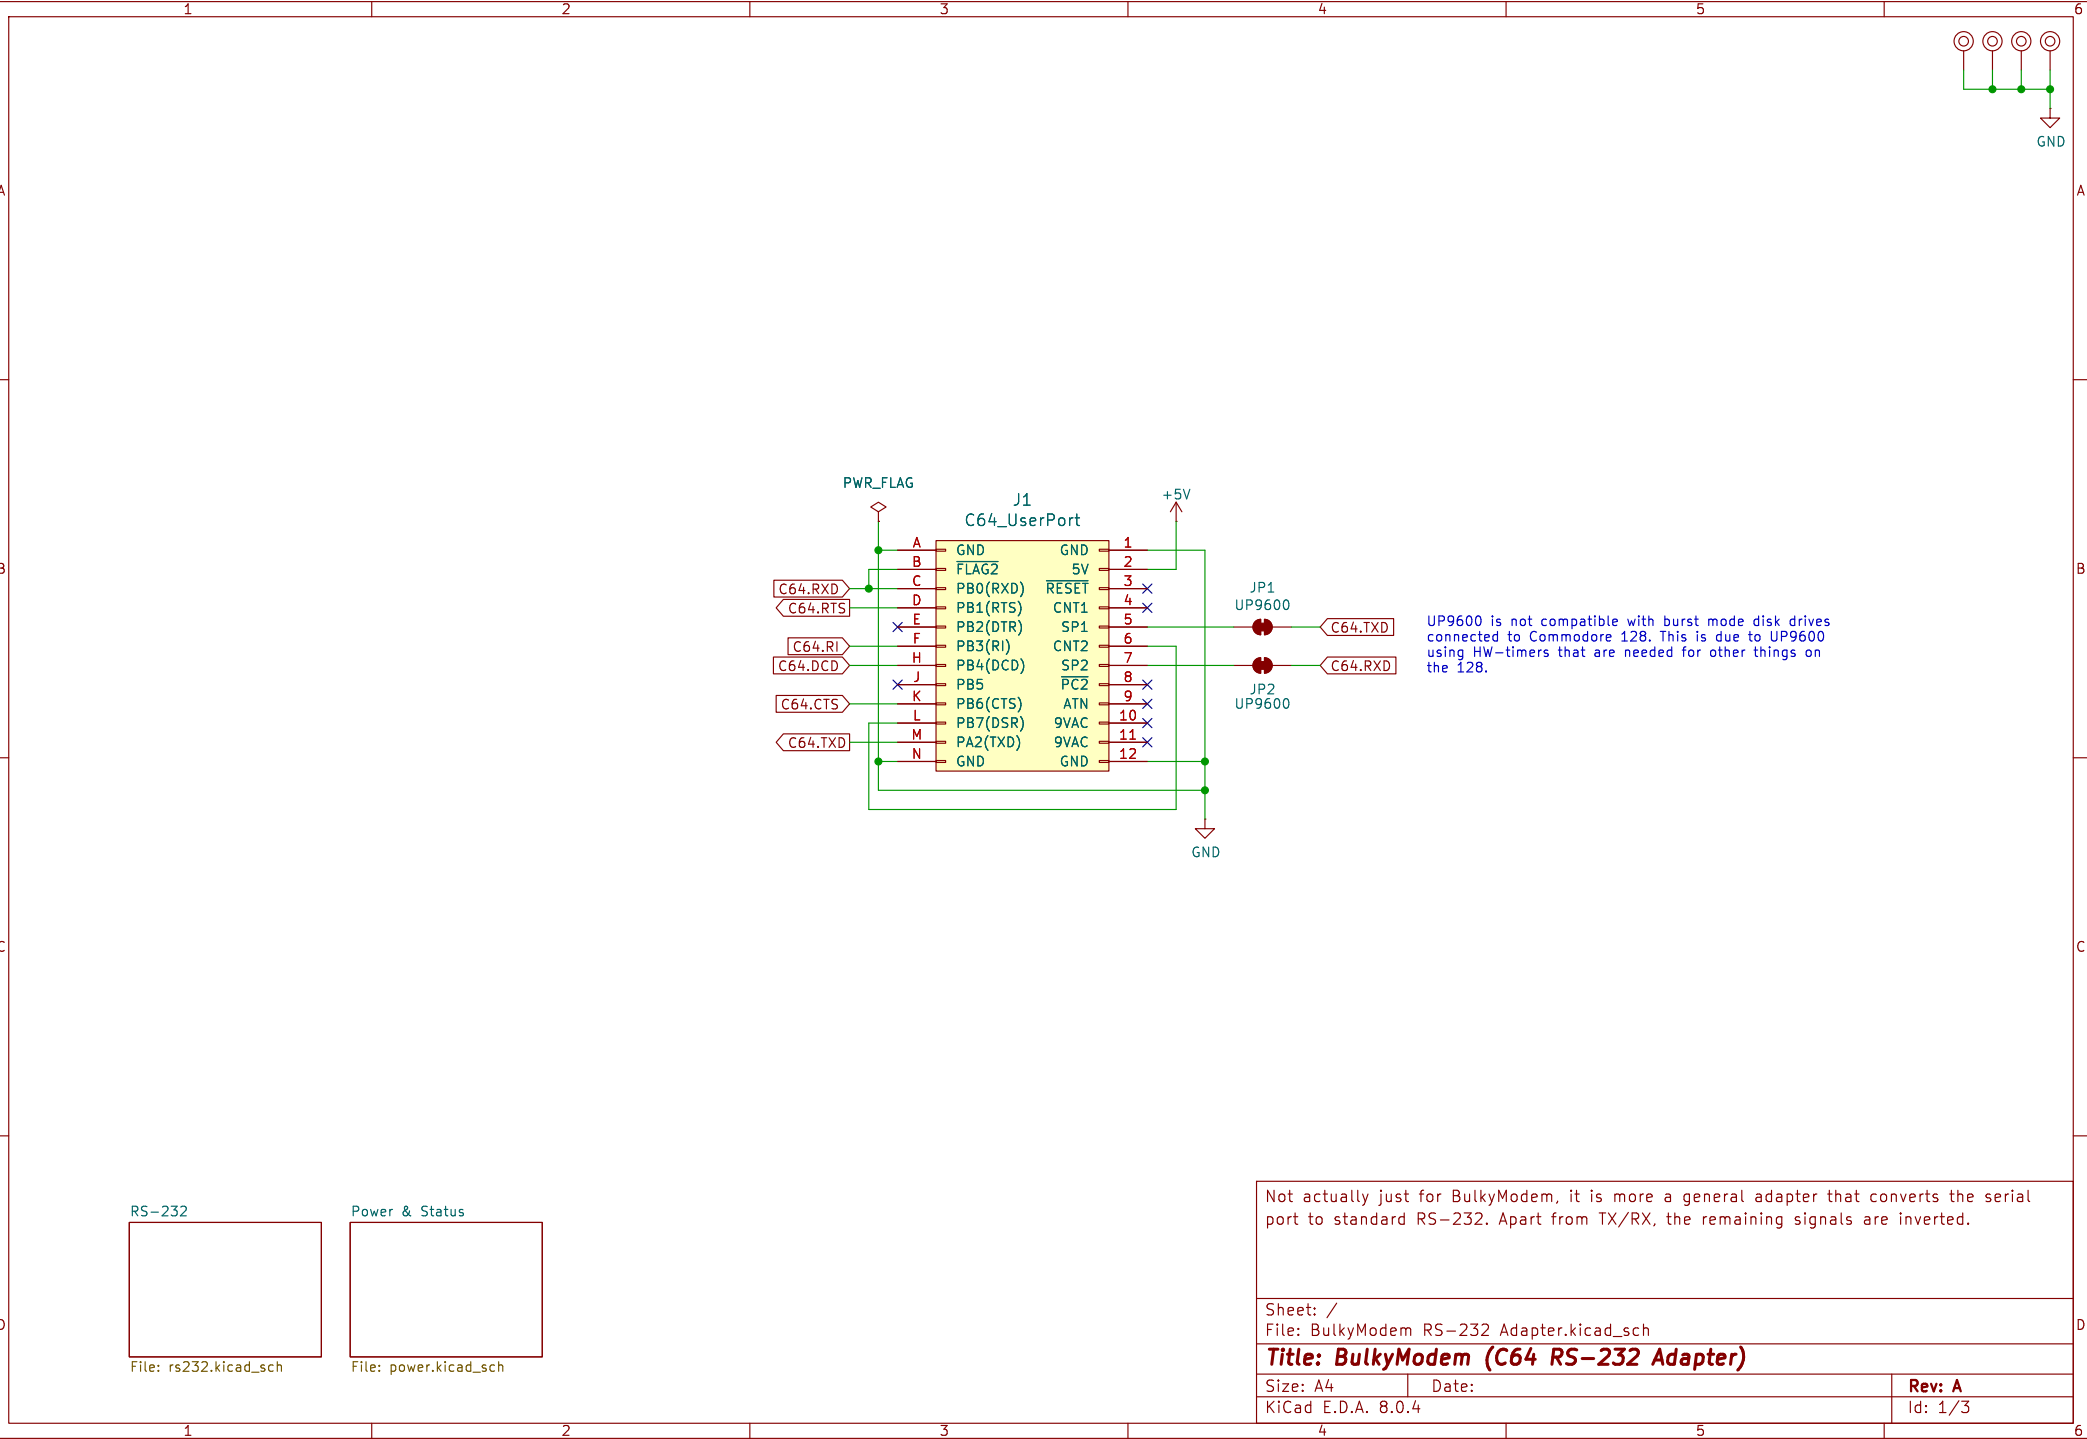 1 2 3 4 5 6
GND
A A
PWR_FLAG
+5V
J1
C64_UserPort
A GND GND 1
B FLAG2 5V 2
C64.RXD C PB0(RXD) RESET 3
C64.RTS D PB1(RTS) CNT1 4
E PB2(DTR) SP1 5
C64.RI F PB3(RI) CNT2 6
C64.DCD H PB4(DCD) SP2 7
J PB5 PC2 8
C64.CTS K PB6(CTS) ATN 9
L PB7(DSR) 9VAC 10
C64.TXD M PA2(TXD) 9VAC 11
N GND GND 12
GND
JP1
UP9600
C64.TXD
C64.RXD
JP2
UP9600
UP9600 is not compatible with burst mode disk drives
connected to Commodore 128. This is due to UP9600
using HW-timers that are needed for other things on
the 128.
B B
C C
RS-232
File: rs232.kicad_sch
Power & Status
File: power.kicad_sch
Not actually just for BulkyModem, it is more a general adapter that converts the serial
port to standard RS-232. Apart from TX/RX, the remaining signals are inverted.
Sheet: /
File: BulkyModem RS-232 Adapter.kicad_sch
Title: BulkyModem (C64 RS-232 Adapter)
Size: A4 Date: Rev: A
KiCad E.D.A. 8.0.4 Id: 1/3
D D
1 2 3 4 5 6